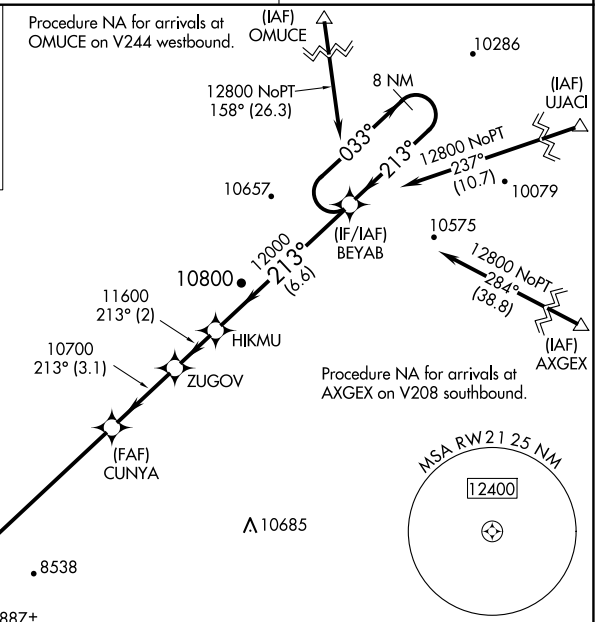 Procedure NA for arrivals at
OMUCE on V244 westbound.
(IAF)
OMUCE
10286
(IAF)
UJACI
8 NM
12800 NoPT
158° (26.3)
033°
213°
12800 NoPT
237°
(10.7)
10079
10657
(IF/IAF)
BEYAB
10575
12800 NoPT
284°
(38.8)
(IAF)
AXGEX
12000
213°
(6.6)
10800
11600
213° (2)
HIKMU
10700
213° (3.1)
ZUGOV
Procedure NA for arrivals at
AXGEX on V208 southbound.
(FAF)
CUNYA
MSA RW21 25 NM
12400
10685
8538
887±